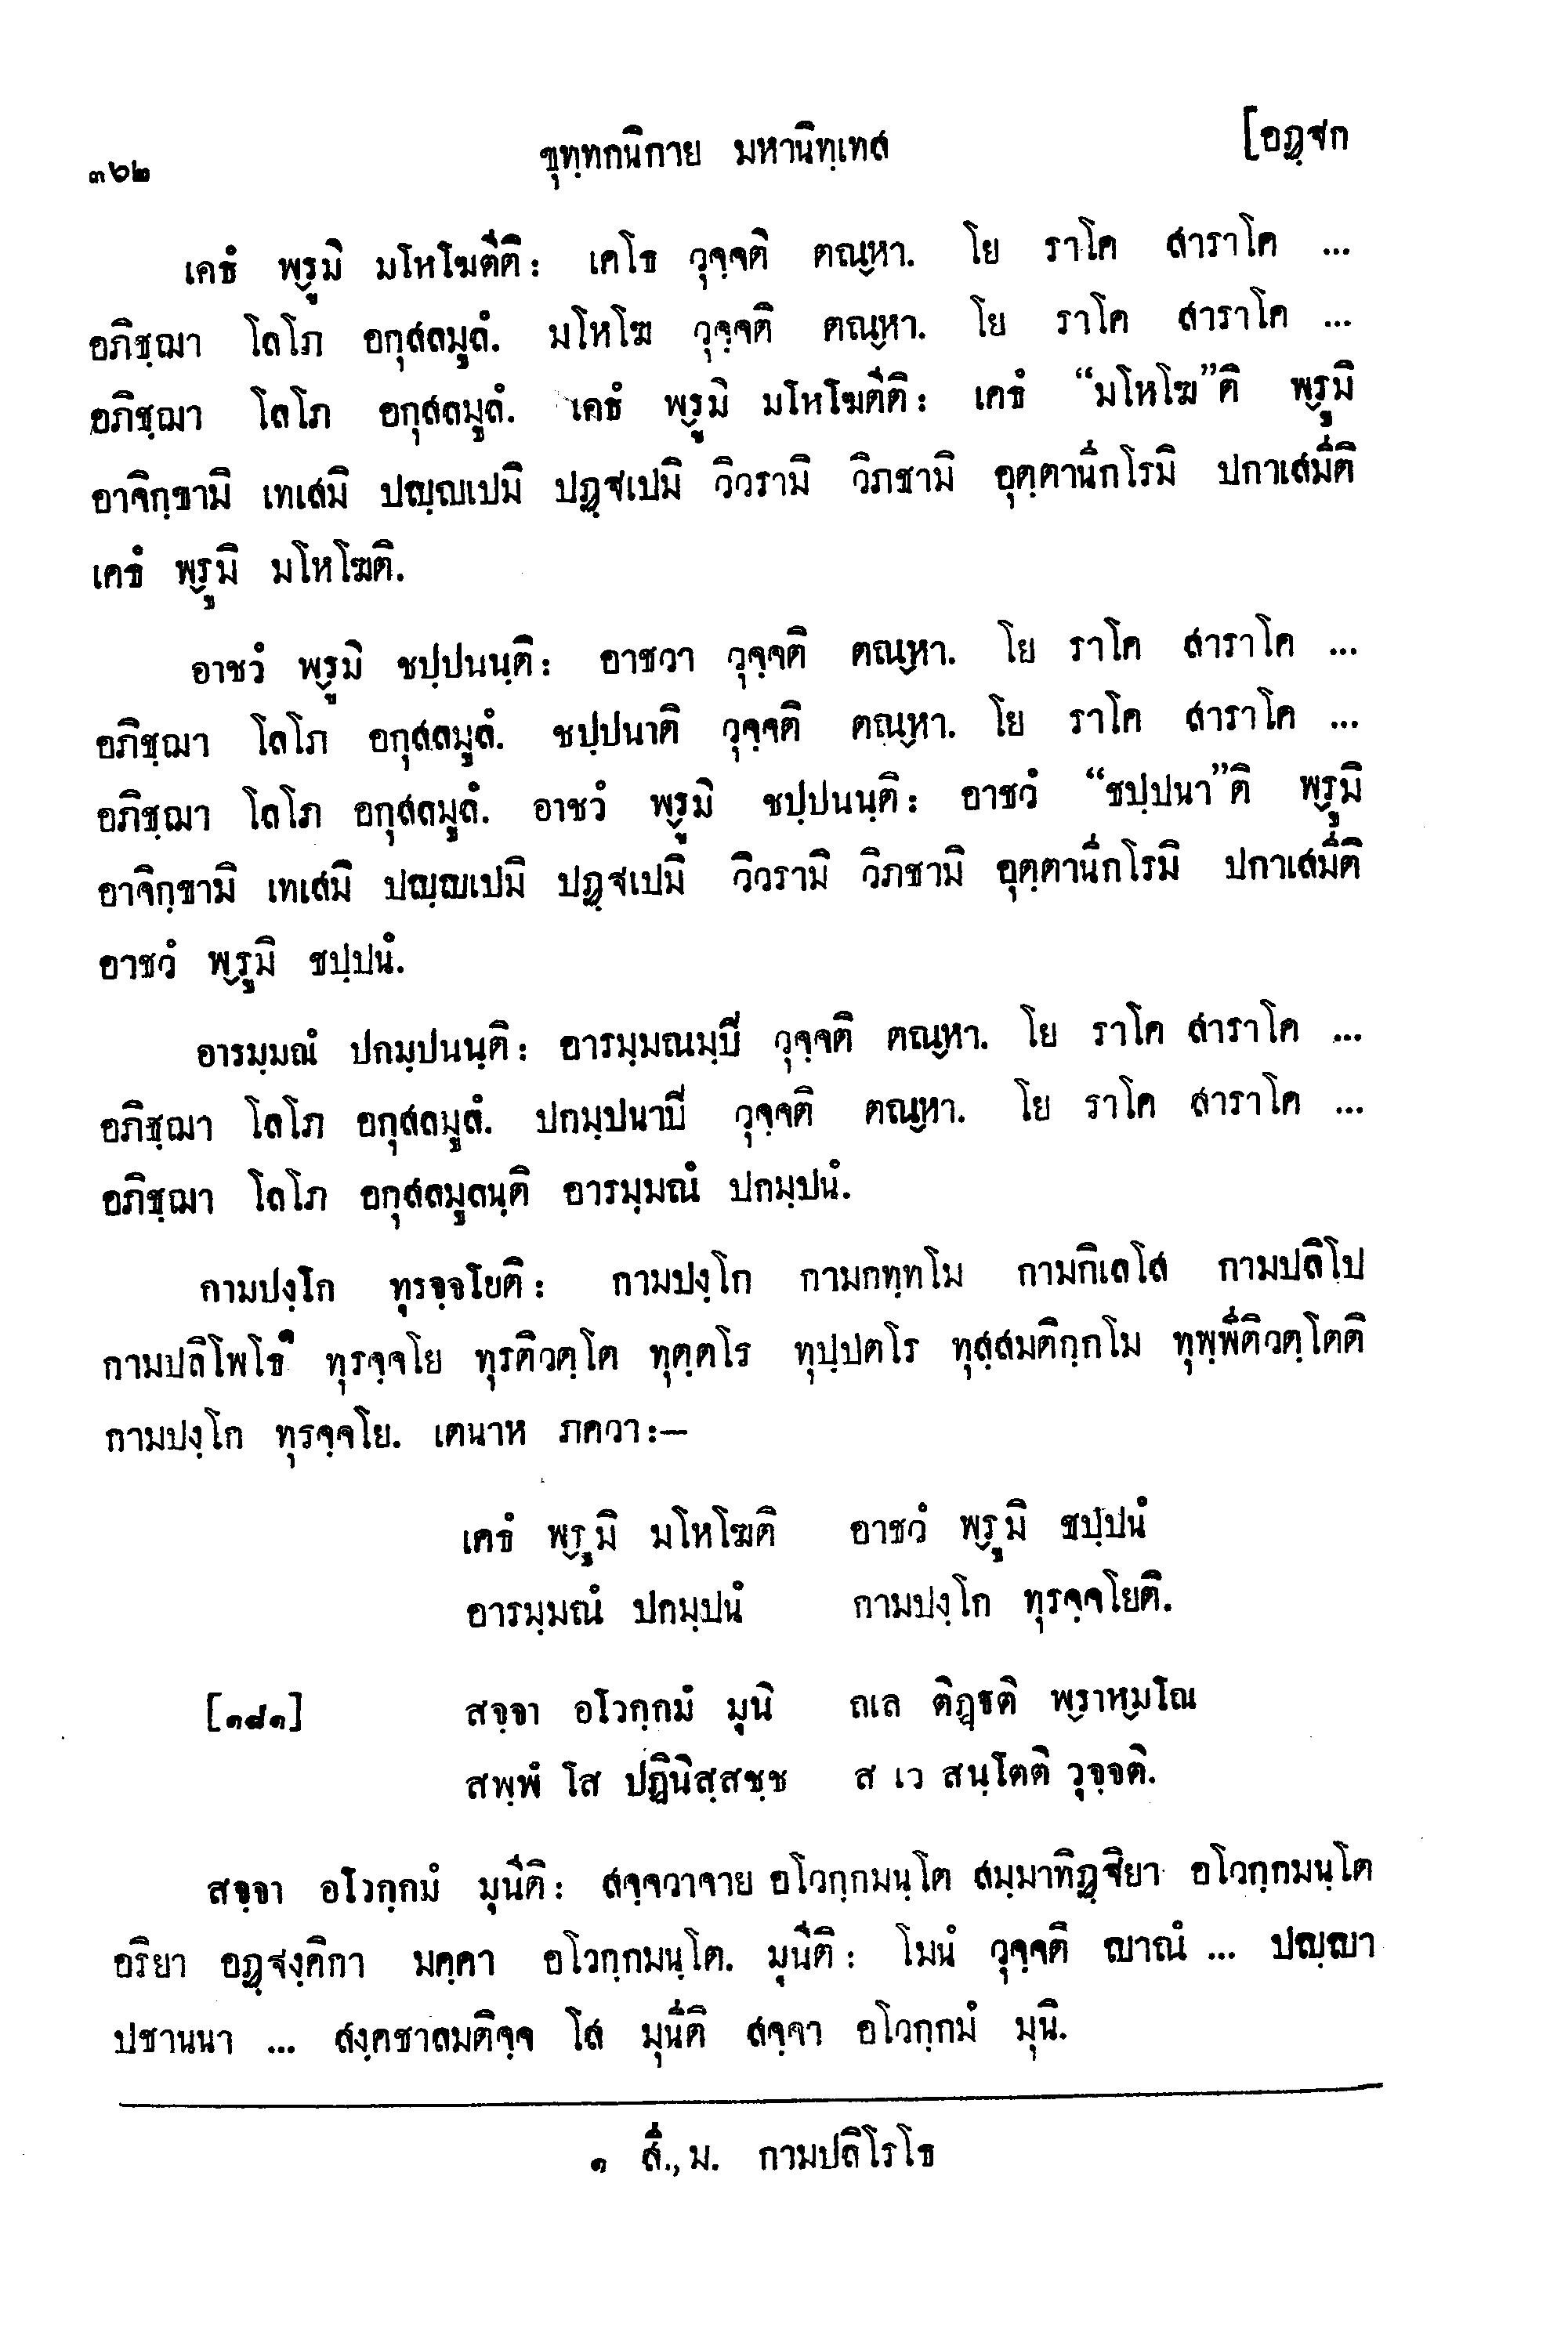 ๓๖๒ ขุทฺทกนิกาย มหานิทฺเทส [อฏฺฐก
เคธํ พฺรูมิ มโหโฆตีติ: เคโธ วุจฺจติ ตณฺหา. โย ราโค สาราโค ...
อภิชฺฌา โลโภ อกุสลมูลํ. มโหโฆ วุจฺจติ ตณฺหา. โย ราโค สาราโค ...
อภิชฺฌา โลโภ อกุสลมูลํ. เคธํ พฺรูมิ มโหโฆตีติ: เคธํ “มโหโฆ”ติ พฺรูมิ
อาจิกฺขามิ เทเสมิ ปญฺญเปมิ ปฏฺฐเปมิ วิวรามิ วิภชามิ อุตฺตานีกโรมิ ปกาเสมีติ
เคธํ พฺรูมิ มโหโฆติ.
อาชวํ พฺรูมิ ชปฺปนนฺติ: อาชวา วุจฺจติ ตณฺหา. โย ราโค สาราโค ...
อภิชฺฌา โลโภ อกุสลมูลํ. ชปฺปนาติ วุจฺจติ ตณฺหา. โย ราโค สาราโค ...
อภิชฺฌา โลโภ อกุสลมูลํ. อาชวํ พฺรูมิ ชปฺปนนฺติ: อาชวํ “ชปฺปนา”ติ พฺรูมิ
อาจิกฺขามิ เทเสมิ ปญฺญเปมิ ปฏฺฐเปมิ วิวรามิ วิภชามิ อุตฺตานีกโรมิ ปกาเสมีติ
อาชวํ พฺรูมิ ชปฺปนํ.
อารมฺมณํ ปกมฺปนนฺติ: อารมฺมณมฺปิ วุจฺจติ ตณฺหา. โย ราโค สาราโค ...
อภิชฺฌา โลโภ อกุสลมูลํ. ปกมฺปนาปิ วุจฺจติ ตณฺหา. โย ราโค สาราโค ...
อภิชฺฌา โลโภ อกุสลมูลนฺติ อารมฺมณํ ปกมฺปนํ.
กามปงฺโก ทุรจฺจโยติ: กามปงฺโก กามกทฺทโม กามกิเลโส กามปลิโป
กามปลิโพโธ๑ ทุรจฺจโย ทุรติวตฺโต ทุตฺตโร ทุปฺปตโร ทุสฺสมติกฺกโม ทุพฺพีติวตฺโตติ
กามปงฺโก ทุรจฺจโย. เตนาห ภควา:—
เคธํ พฺรูมิ มโหโฆติ อาชวํ พฺรูมิ ชปฺปนํ
อารมฺมณํ ปกมฺปนํ กามปงฺโก ทุรจฺจโยติ.
[๑๘๑] สจฺจา อโวกฺกมํ มุนิ ถเล ติฏฺฐติ พฺราหฺมโณ
สพฺพํ โส ปฏินิสฺสชฺช ส เว สนฺโตติ วุจฺจติ.
สจฺจา อโวกฺกมํ มุนีติ: สจฺจวาจาย อโวกฺกมนฺโต สมฺมาทิฏฺฐิยา อโวกฺกมนฺโต
อริยา อฏฺฐงฺคิกา มคฺคา อโวกฺกมนฺโต. มุนีติ: โมนํ วุจฺจติ ญาณํ ... ปญฺญา
ปชานนา ... สงฺคชาลมติจฺจ โส มุนีติ สจฺจา อโวกฺกมํ มุนิ.
๑ สี., ม. กามปลิโรโธ